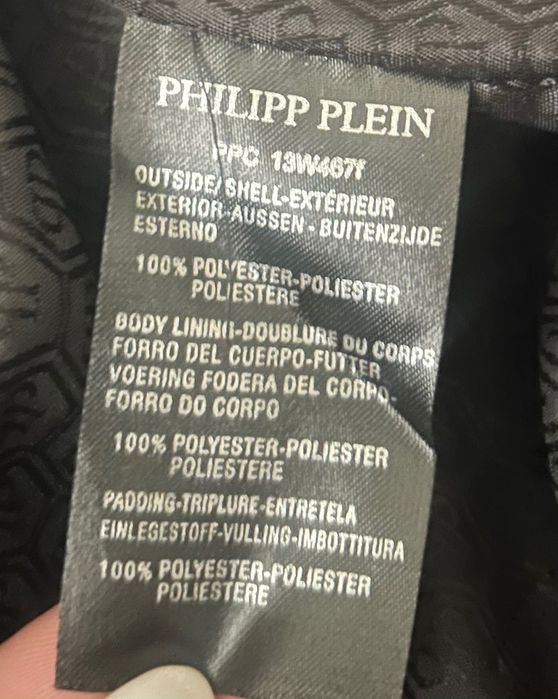 PHILIPP PLEIN
PPC 13W467f
OUTSIDE/SHELL-EXTÉRIEUR
EXTERIOR-AUSSEN-BUITENZIJDE
ESTERNO
100% POLYESTER-POLIESTER
POLIESTERE
BODY LINING-DOUBLURE DU CORPS
FORRO DEL CUERPO-FUTTER
VOERING FODERA DEL CORPO-
FORRO DO CORPO
100% POLYESTER-POLIESTER
POLIESTERE
PADDING-TRIPLURE-ENTRETELA
EINLEGESTOFF-VULLING-IMBOTTITURA
100% POLYESTER-POLIESTER
POLIESTERE